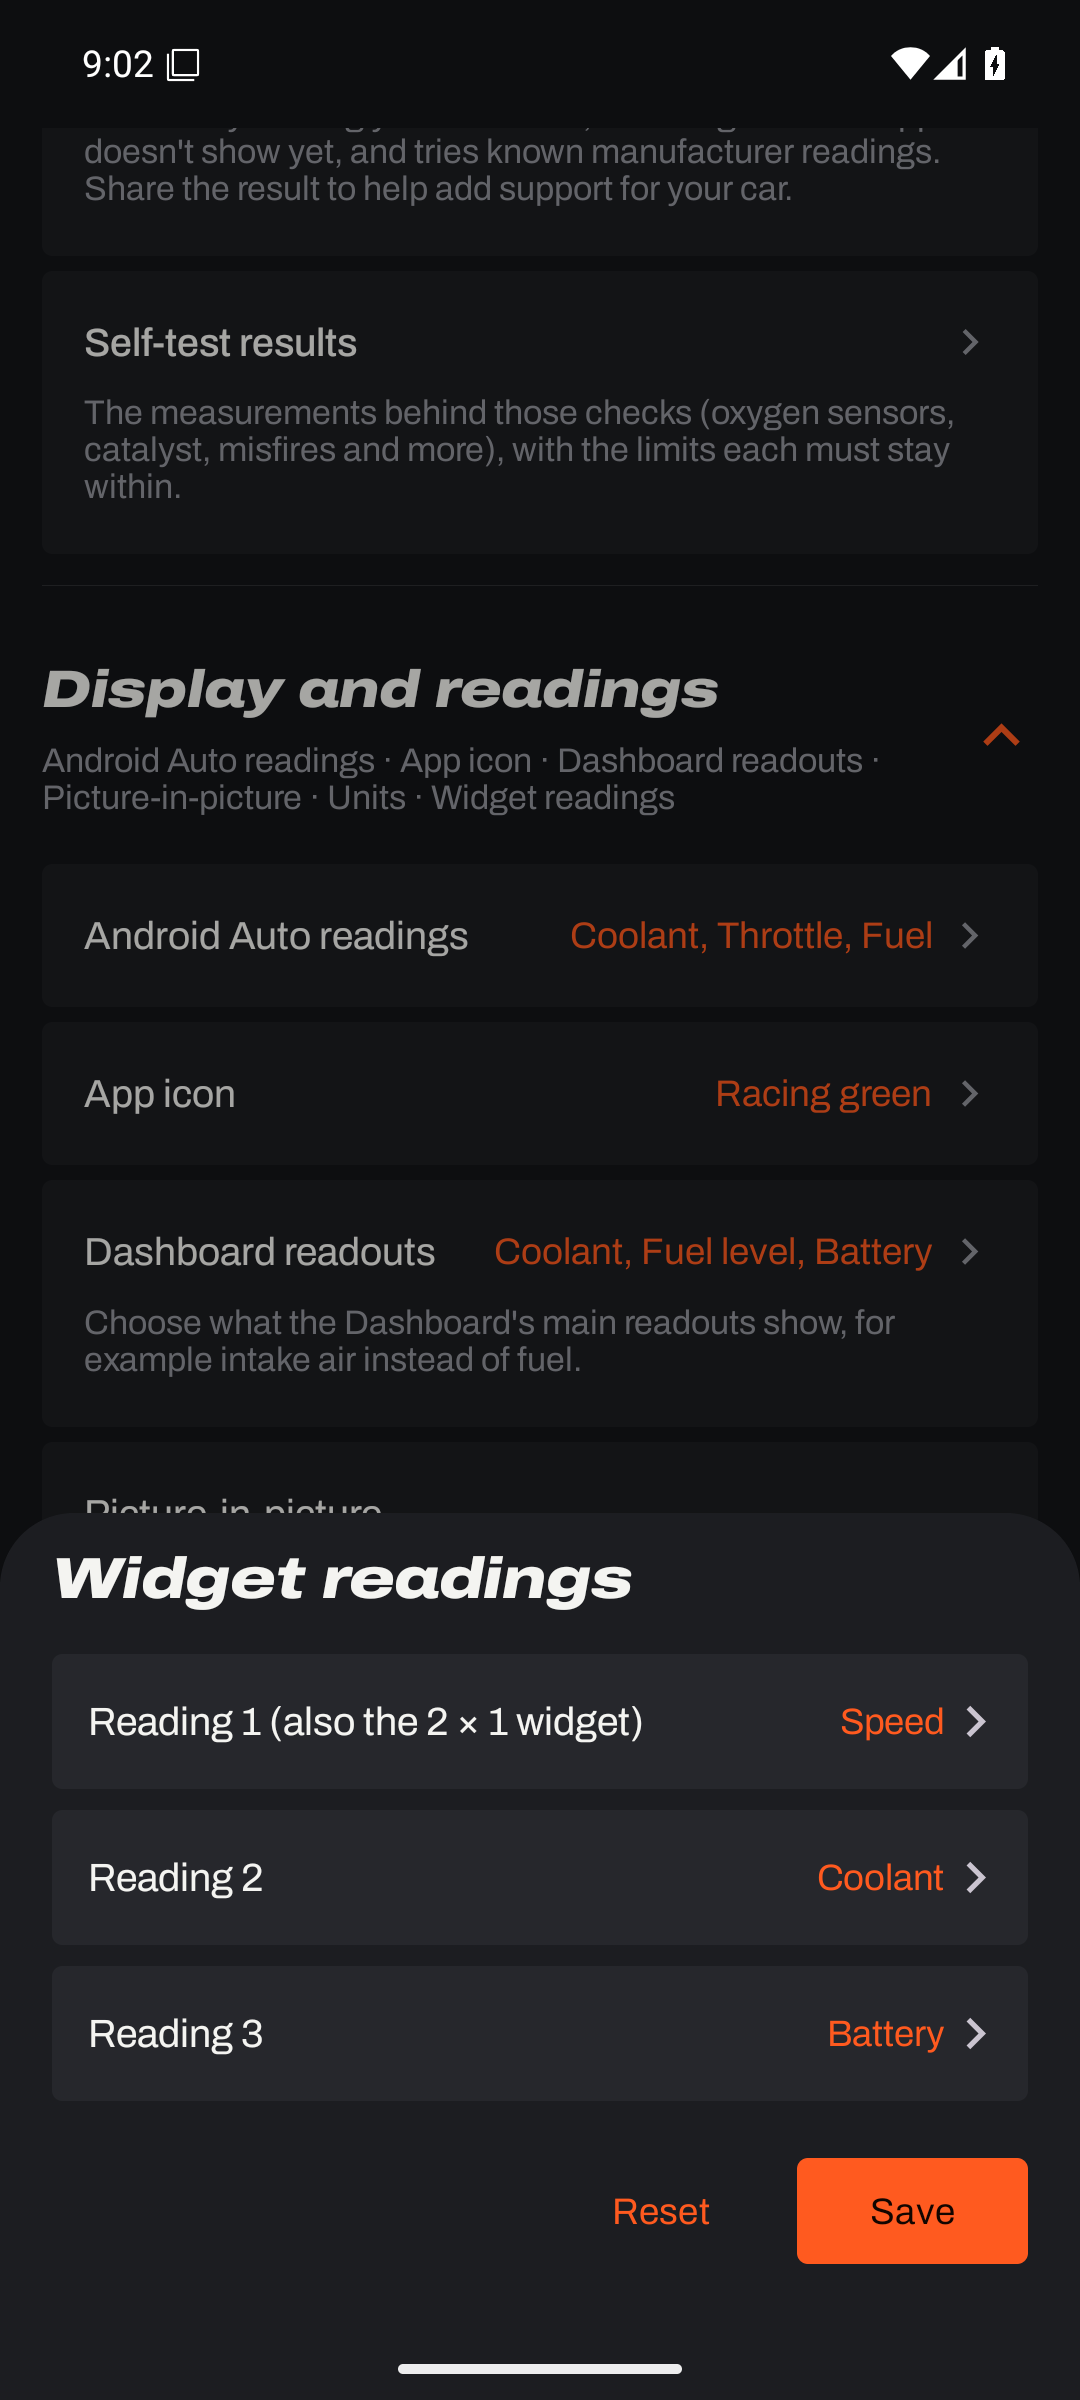 9:02
doesn't show yet, and tries known manufacturer readings.
Share the result to help add support for your car.
Self-test results
The measurements behind those checks (oxygen sensors,
catalyst, misfires and more), with the limits each must stay
within.
Display and readings
Android Auto readings · App icon · Dashboard readouts ·
Picture-in-picture · Units · Widget readings
Android Auto readings Coolant, Throttle, Fuel
App icon Racing green
Dashboard readouts Coolant, Fuel level, Battery
Choose what the Dashboard's main readouts show, for
example intake air instead of fuel.
Picture-in-picture
Widget readings
Reading 1 (also the 2 × 1 widget) Speed
Reading 2 Coolant
Reading 3 Battery
Reset Save